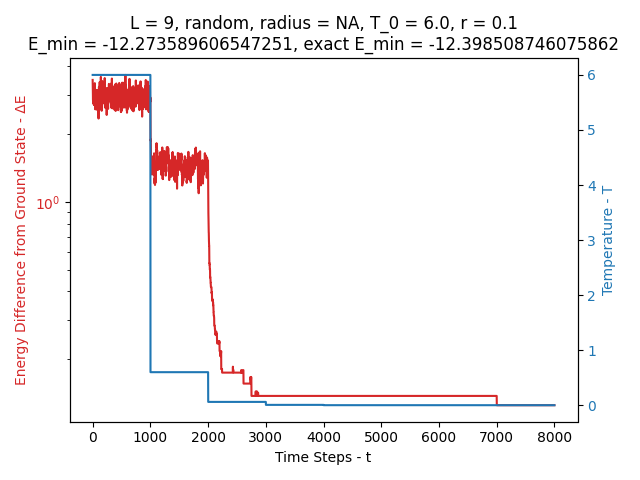 L = 9, random, radius = NA, T_0 = 6.0, r = 0.1
E_min = -12.273589606547251, exact E_min = -12.398508746075862
Energy Difference from Ground State - ΔE
10⁰
6
5
4
3
2
1
0
Temperature - T
0 1000 2000 3000 4000 5000 6000 7000 8000
Time Steps - t